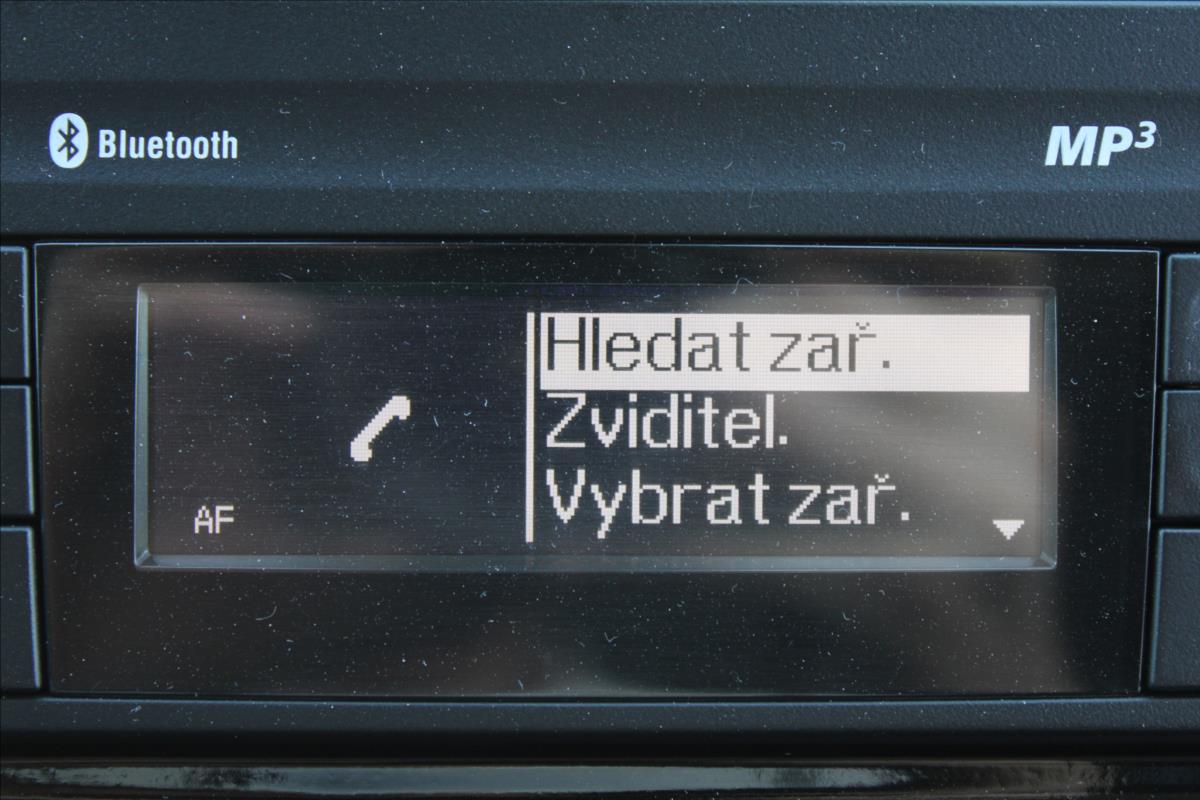 Bluetooth
MP³
Hledat zař.
Zviditel.
Vybrat zař.
AF